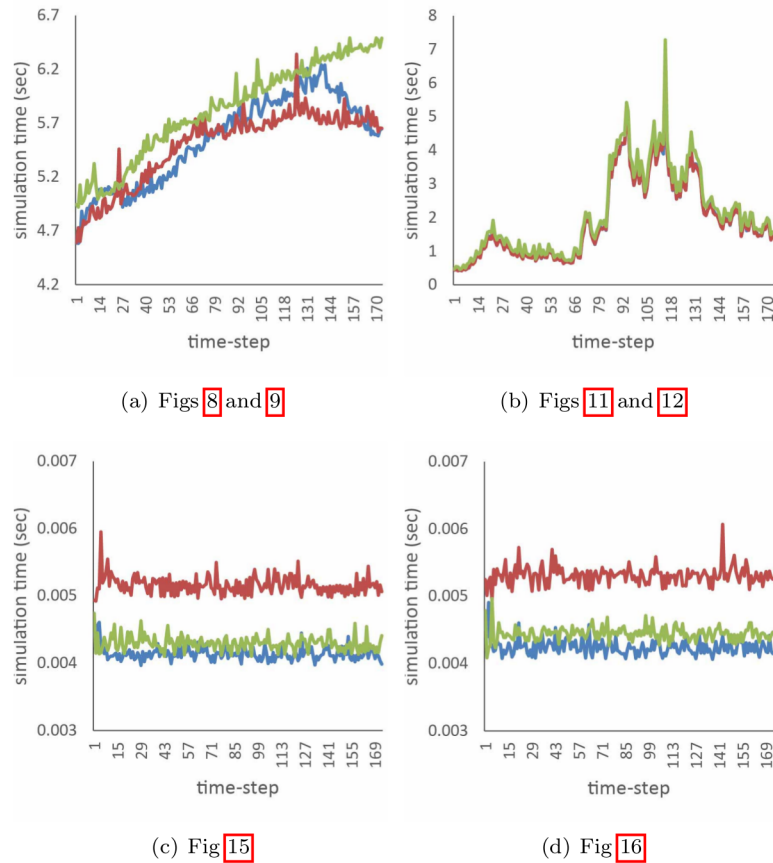 6.7
6.2
5.7
5.2
4.7
4.2
simulation time (sec)
1 14 27 40 53 66 79 92 105 118 131 144 157 170
time-step
(a) Figs 8 and 9
8
7
6
5
4
3
2
1
0
simulation time (sec)
1 14 27 40 53 66 79 92 105 118 131 144 157 170
time-step
(b) Figs 11 and 12
0.007
0.006
0.005
0.004
0.003
simulation time (sec)
1 15 29 43 57 71 85 99 113 127 141 155 169
time-step
(c) Fig 15
0.007
0.006
0.005
0.004
0.003
simulation time (sec)
1 15 29 43 57 71 85 99 113 127 141 155 169
time-step
(d) Fig 16